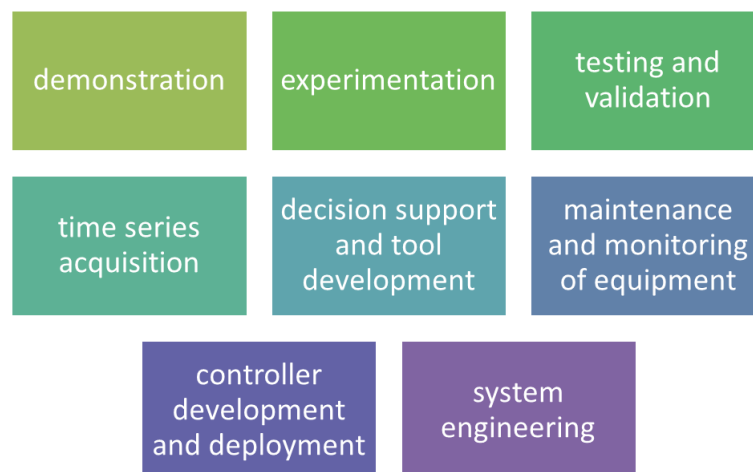 demonstration
experimentation
testing and
validation
time series
acquisition
decision support
and tool
development
maintenance
and monitoring
of equipment
controller
development
and deployment
system
engineering